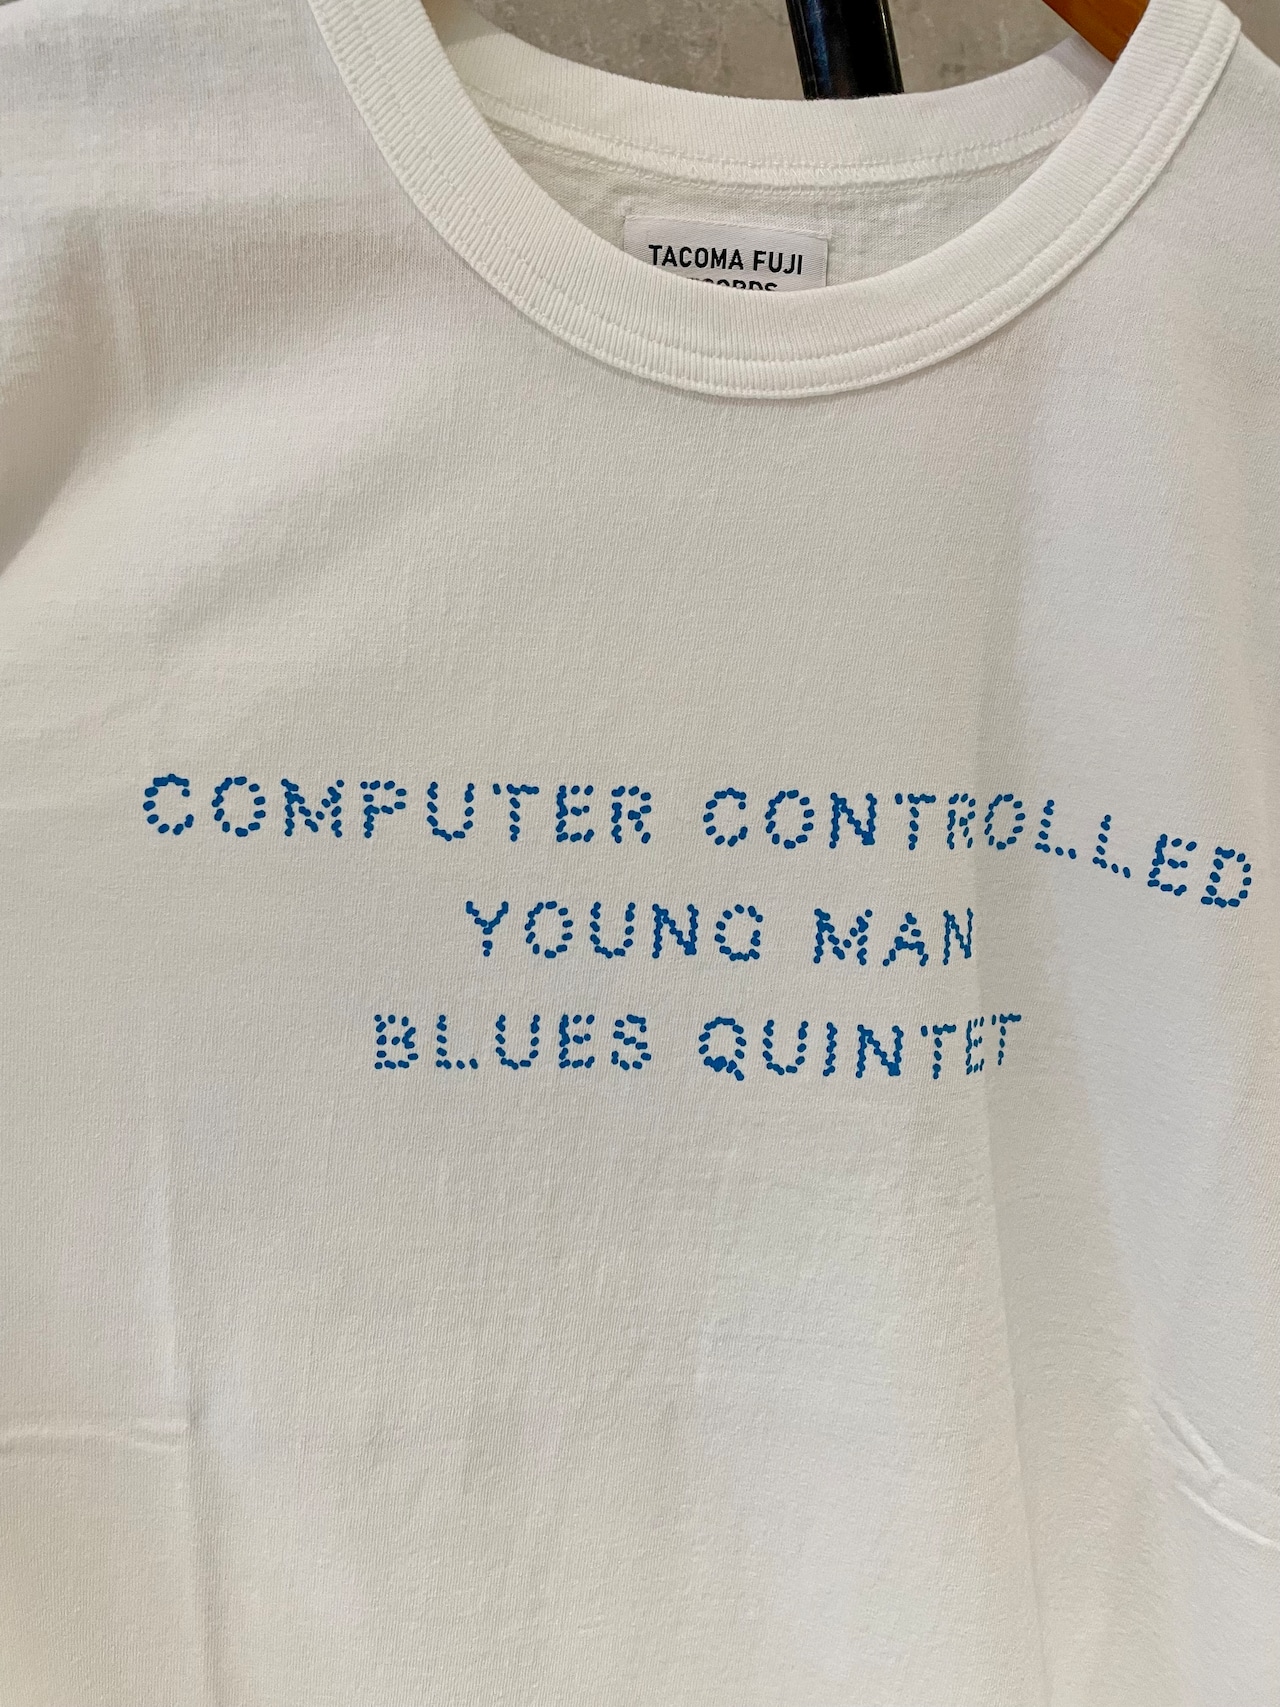 TACOMA FUJI
COMPUTER CONTROLLED
YOUNG MAN
BLUES QUINTET